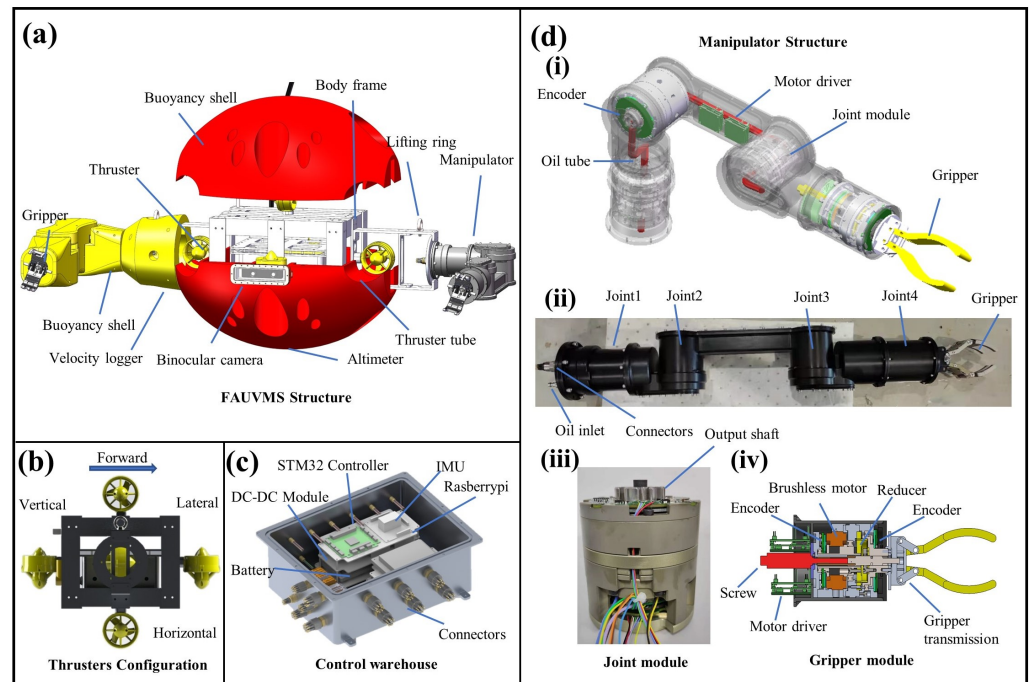 (a)
Buoyancy shell
Body frame
Lifting ring
Manipulator
Thruster
Gripper
Buoyancy shell
Velocity logger
Binocular camera
Altimeter
Thruster tube
FAUVMS Structure
(b)
Forward
Vertical
Lateral
Horizontal
Thrusters Configuration
(c)
STM32 Controller
IMU
DC-DC Module
Rasberrypi
Battery
Connectors
Control warehouse
(d)
Manipulator Structure
(i)
Encoder
Motor driver
Joint module
Oil tube
Gripper
(ii)
Joint1
Joint2
Joint3
Joint4
Gripper
Oil inlet
Connectors
Output shaft
(iii)
Joint module
(iv)
Brushless motor
Reducer
Encoder
Encoder
Screw
Motor driver
Gripper
transmission
Gripper module